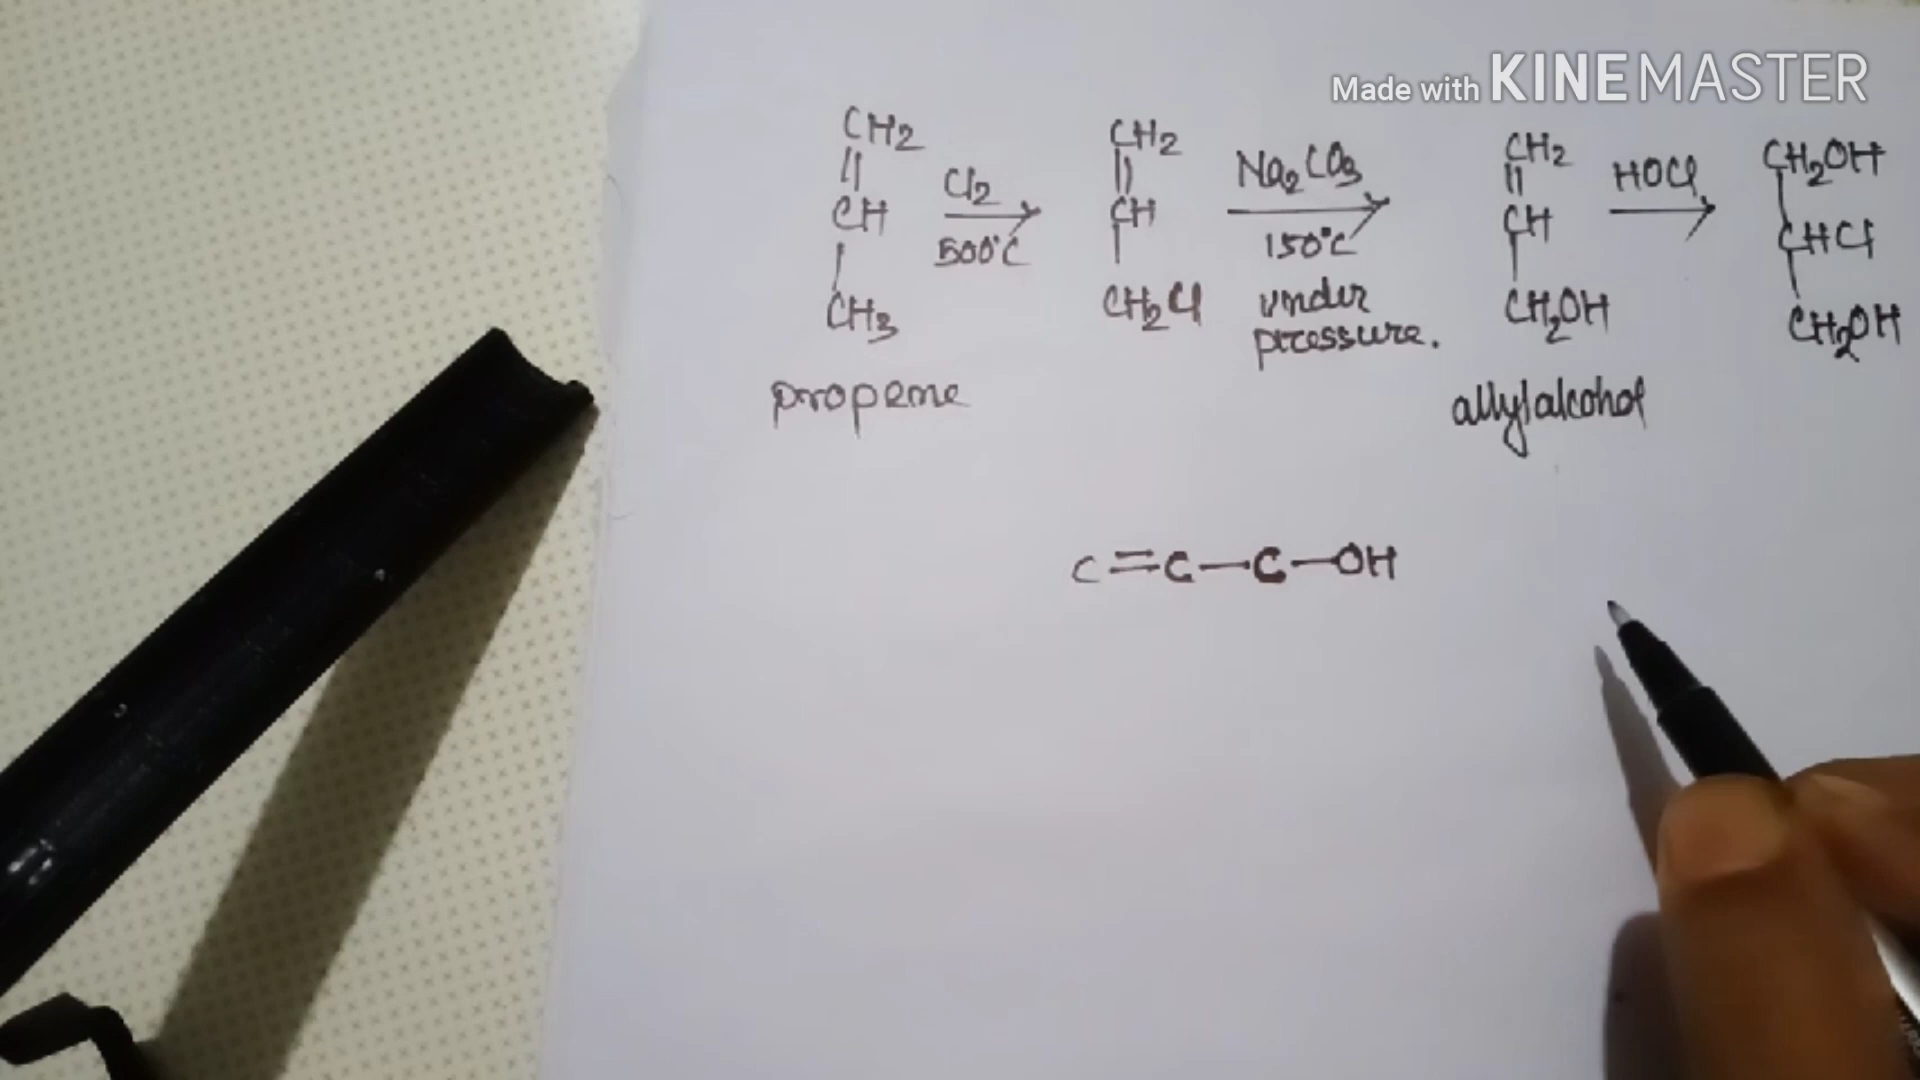 Made with KINEMASTER
CH2 = CH - CH3
Cl2
500°C
CH2 = CH - CH2Cl
Na2CO3
150°C
under
pressure.
CH2 = CH - CH2OH
HOCl
CH2OH - CHCl - CH2OH
propene
allylalcohol
C=C-C-OH